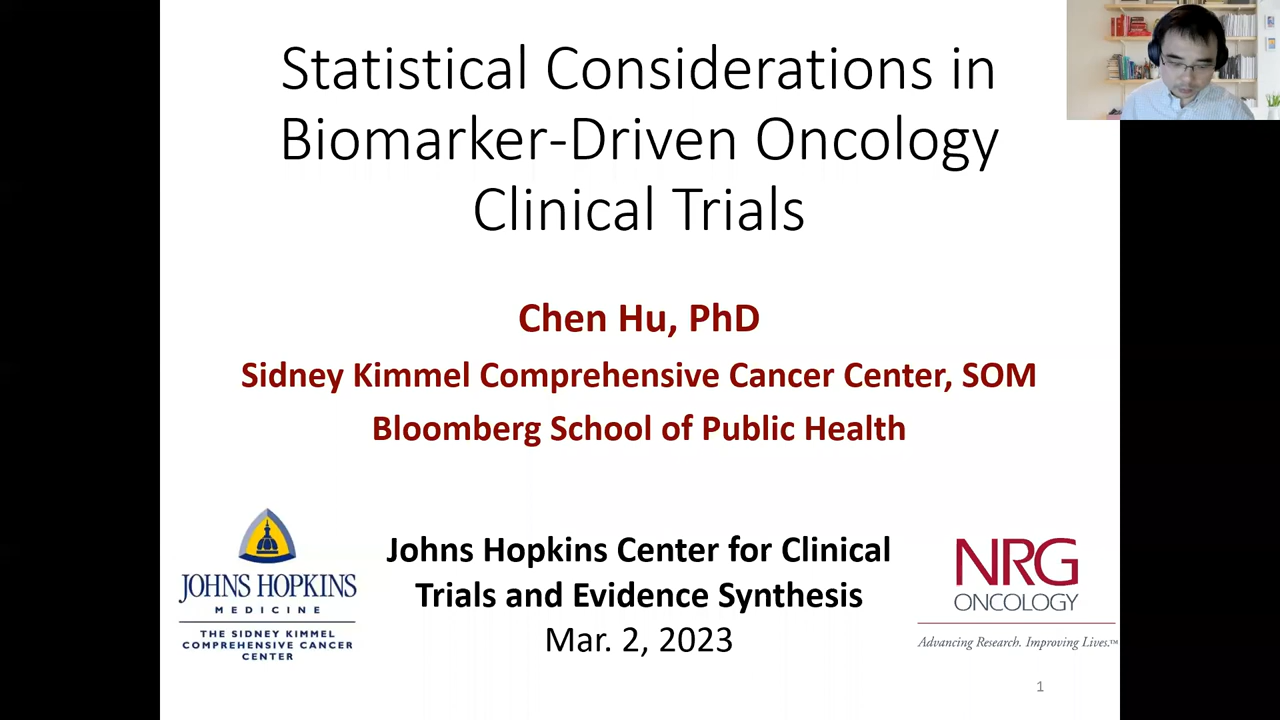 Statistical Considerations in
Biomarker-Driven Oncology
Clinical Trials
Chen Hu, PhD
Sidney Kimmel Comprehensive Cancer Center, SOM
Bloomberg School of Public Health
JOHNS HOPKINS
MEDICINE
THE SIDNEY KIMMEL
COMPREHENSIVE CANCER
CENTER
Johns Hopkins Center for Clinical
Trials and Evidence Synthesis
Mar. 2, 2023
NRG
ONCOLOGY
Advancing Research. Improving Lives.™
1